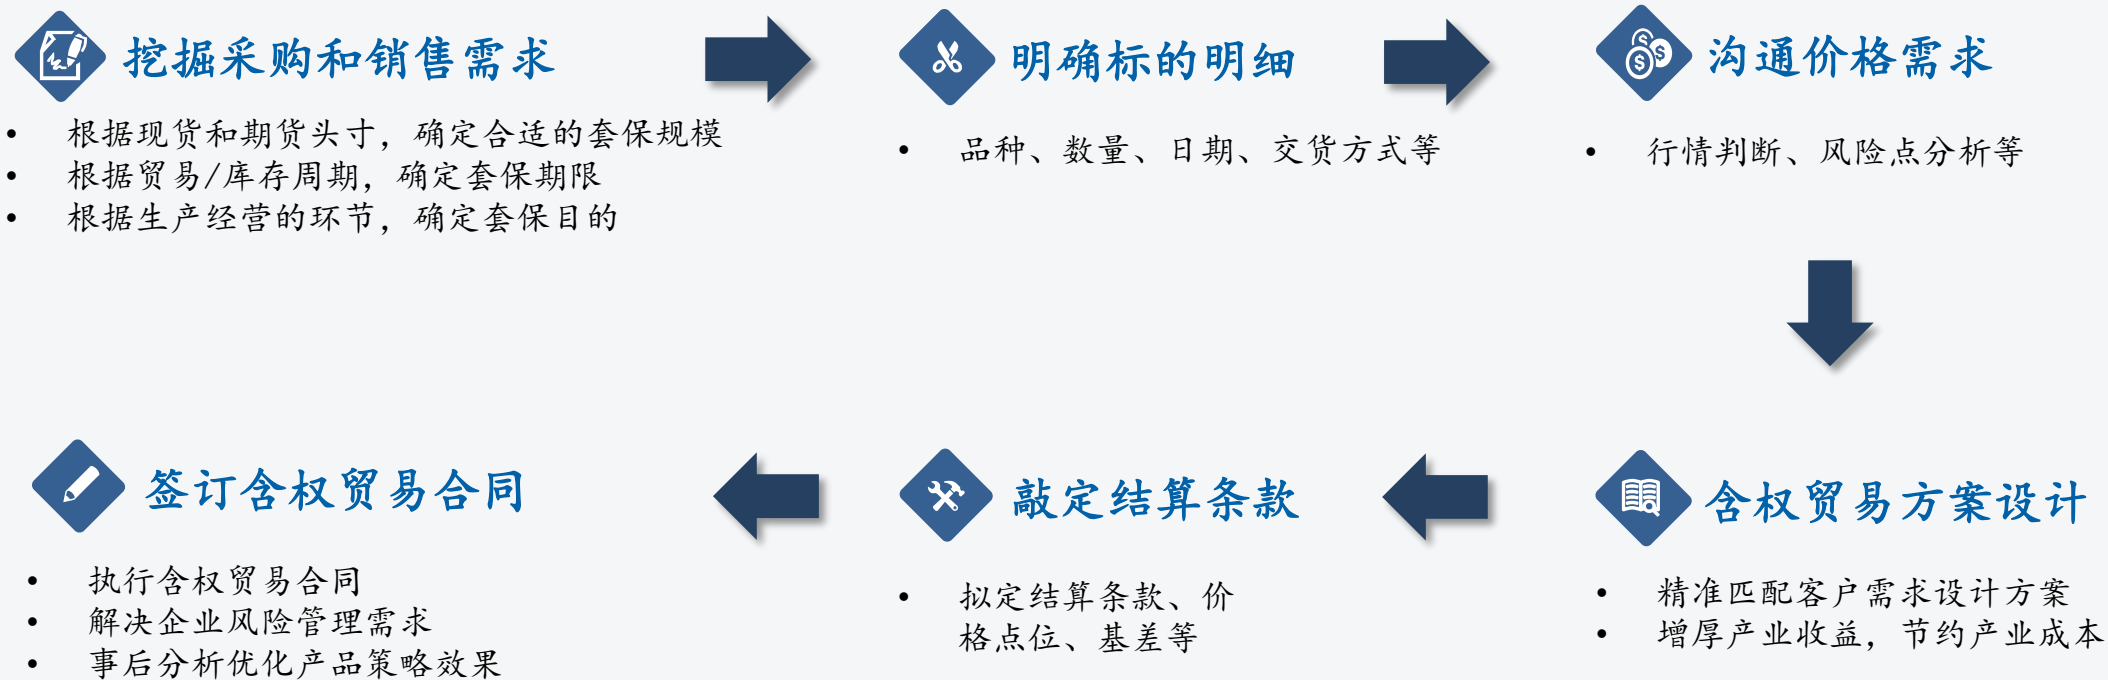 挖掘采购和销售需求
• 根据现货和期货头寸，确定合适的套保规模
• 根据贸易/库存周期，确定套保期限
• 根据生产经营的环节，确定套保目的
明确标的明细
• 品种、数量、日期、交货方式等
沟通价格需求
• 行情判断、风险点分析等
含权贸易方案设计
• 精准匹配客户需求设计方案
• 增厚产业收益，节约产业成本
敲定结算条款
• 拟定结算条款、价
格点位、基差等
签订含权贸易合同
• 执行含权贸易合同
• 解决企业风险管理需求
• 事后分析优化产品策略效果